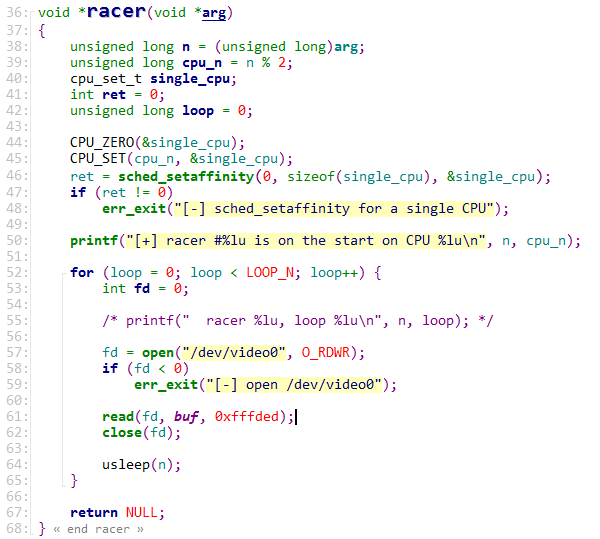 36: void *racer(void *arg)
37: {
38:     unsigned long n = (unsigned long)arg;
39:     unsigned long cpu_n = n % 2;
40:     cpu_set_t single_cpu;
41:     int ret = 0;
42:     unsigned long loop = 0;
43:
44:     CPU_ZERO(&single_cpu);
45:     CPU_SET(cpu_n, &single_cpu);
46:     ret = sched_setaffinity(0, sizeof(single_cpu), &single_cpu);
47:     if (ret != 0)
48:         err_exit("[-] sched_setaffinity for a single CPU");
49:
50:     printf("[+] racer #%lu is on the start on CPU %lu\n", n, cpu_n);
51:
52:     for (loop = 0; loop < LOOP_N; loop++) {
53:         int fd = 0;
54:
55:         /* printf("  racer %lu, loop %lu\n", n, loop); */
56:
57:         fd = open("/dev/video0", O_RDWR);
58:         if (fd < 0)
59:             err_exit("[-] open /dev/video0");
60:
61:         read(fd, buf, 0xfffded);
62:         close(fd);
63:
64:         usleep(n);
65:     }
66:
67:     return NULL;
68: } « end racer »